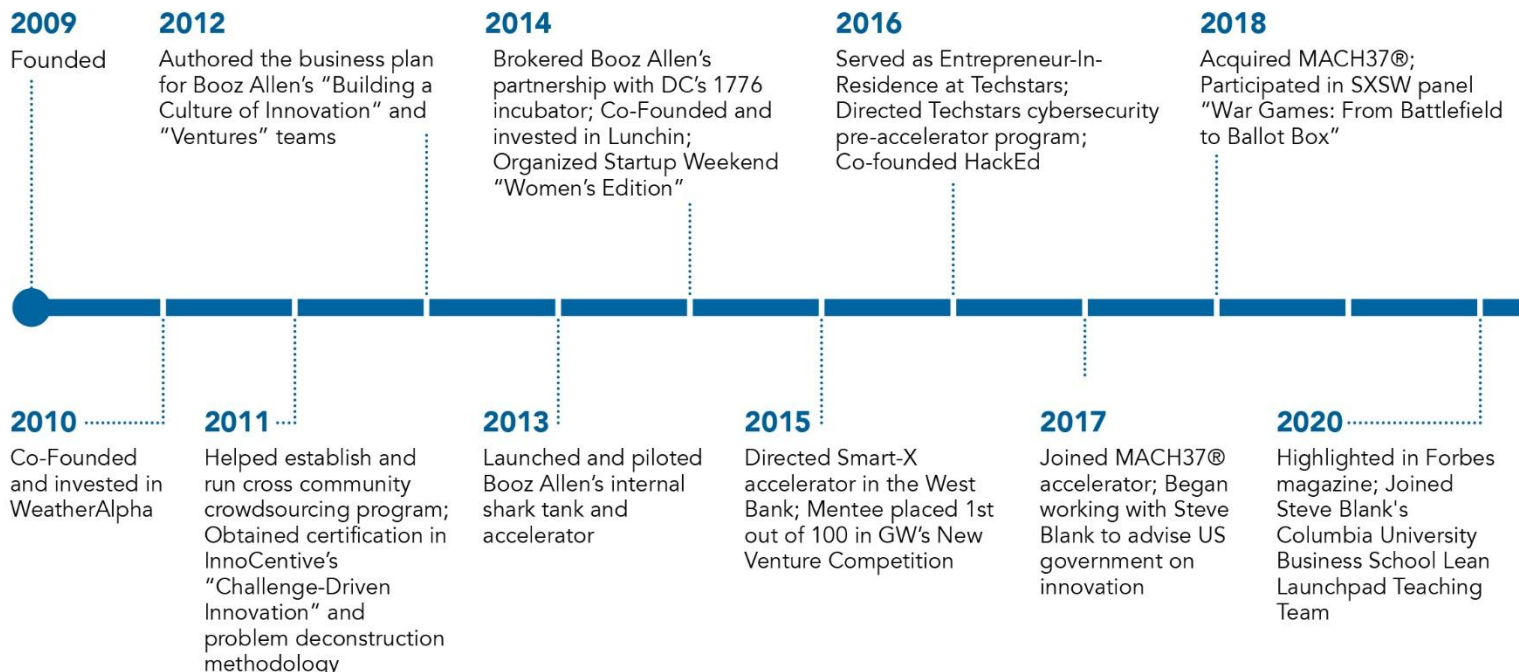 2009
Founded
2012
Authored the business plan
for Booz Allen’s “Building a
Culture of Innovation” and
“Ventures” teams
2014
Brokered Booz Allen’s
partnership with DC’s 1776
incubator; Co-Founded and
invested in Lunchin;
Organized Startup Weekend
“Women’s Edition”
2016
Served as Entrepreneur-In-
Residence at Techstars;
Directed Techstars cybersecurity
pre-accelerator program;
Co-founded HackEd
2018
Acquired MACH37®;
Participated in SXSW panel
“War Games: From Battlefield
to Ballot Box”
2010
Co-Founded
and invested in
WeatherAlpha
2011
Helped establish and
run cross community
crowdsourcing program;
Obtained certification in
InnoCentive’s
“Challenge-Driven
Innovation” and
problem deconstruction
methodology
2013
Launched and piloted
Booz Allen’s internal
shark tank and
accelerator
2015
Directed Smart-X
accelerator in the West
Bank; Mentee placed 1st
out of 100 in GW’s New
Venture Competition
2017
Joined MACH37®
accelerator; Began
working with Steve
Blank to advise US
government on
innovation
2020
Highlighted in Forbes
magazine; Joined
Steve Blank's
Columbia University
Business School Lean
Launchpad Teaching
Team